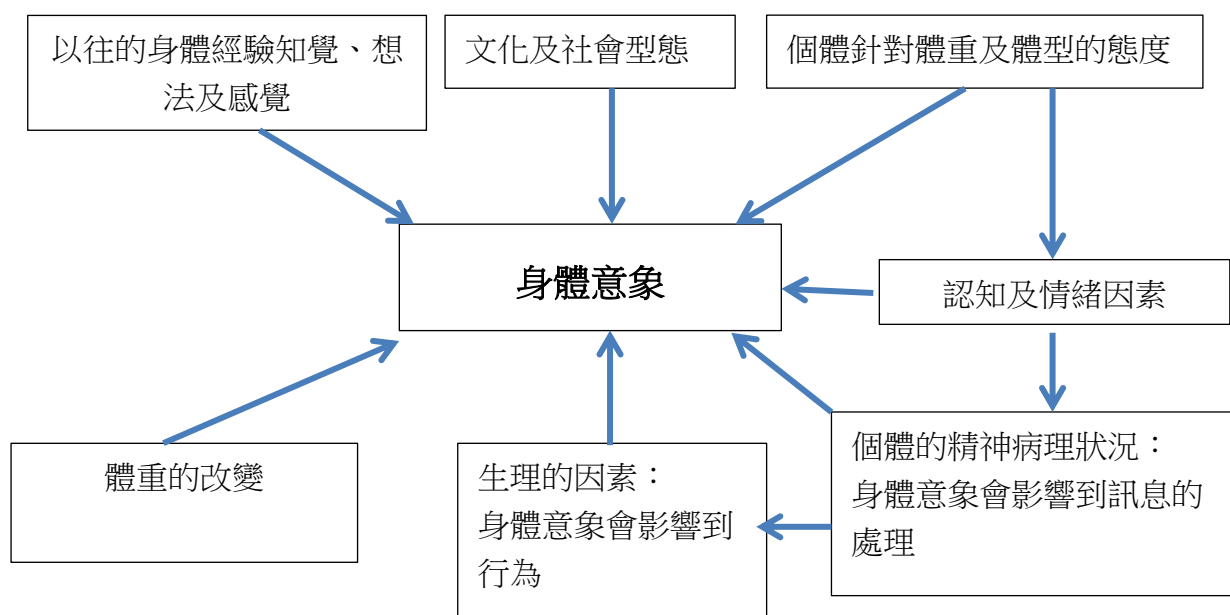 以往的身體經驗知覺、想
法及感覺
文化及社會型態
個體針對體重及體型的態度
身體意象
認知及情緒因素
體重的改變
生理的因素：
身體意象會影響到
行為
個體的精神病理狀況：
身體意象會影響到訊息的
處理